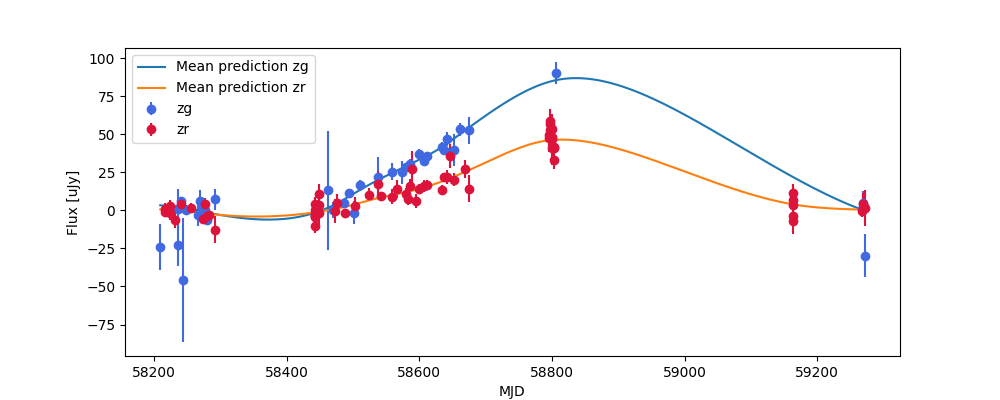 Mean prediction zg
Mean prediction zr
zg
zr
100
75
50
25
0
−25
−50
−75
Flux [uJy]
58200 58400 58600 58800 59000 59200
MJD